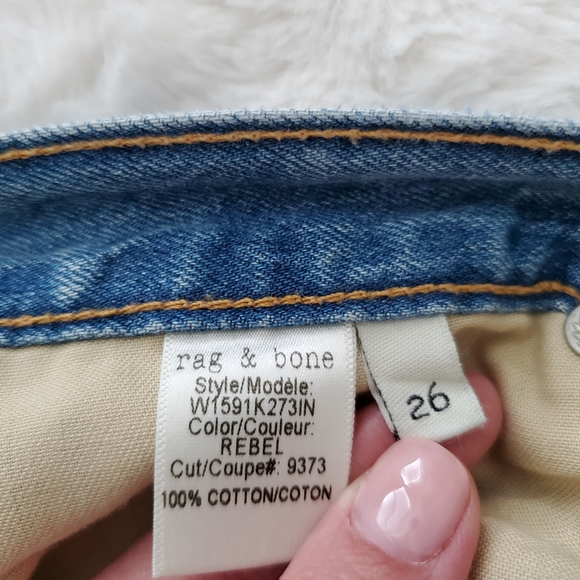 rag & bone
Style/Modèle:
W1591K273IN
Color/Couleur:
REBEL
Cut/Coupe#: 9373
100% COTTON/COTON
26